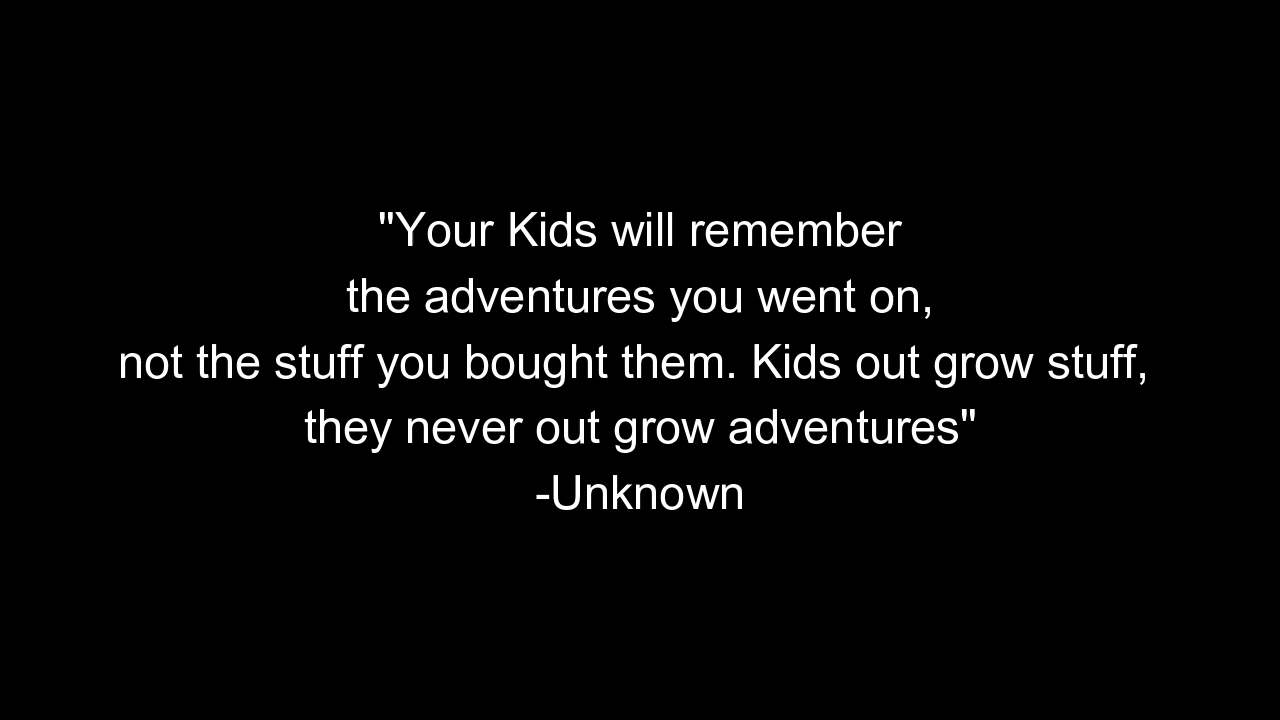 "Your Kids will remember
the adventures you went on,
not the stuff you bought them. Kids out grow stuff,
they never out grow adventures"
-Unknown